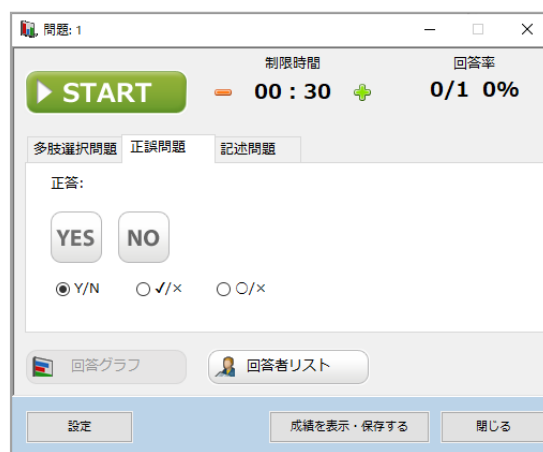 問題: 1
制限時間
回答率
START
00 : 30
0/1 0%
多肢選択問題
正誤問題
記述問題
正答:
YES
NO
Y/N
✓/×
○/×
回答グラフ
回答者リスト
設定
成績を表示・保存する
閉じる